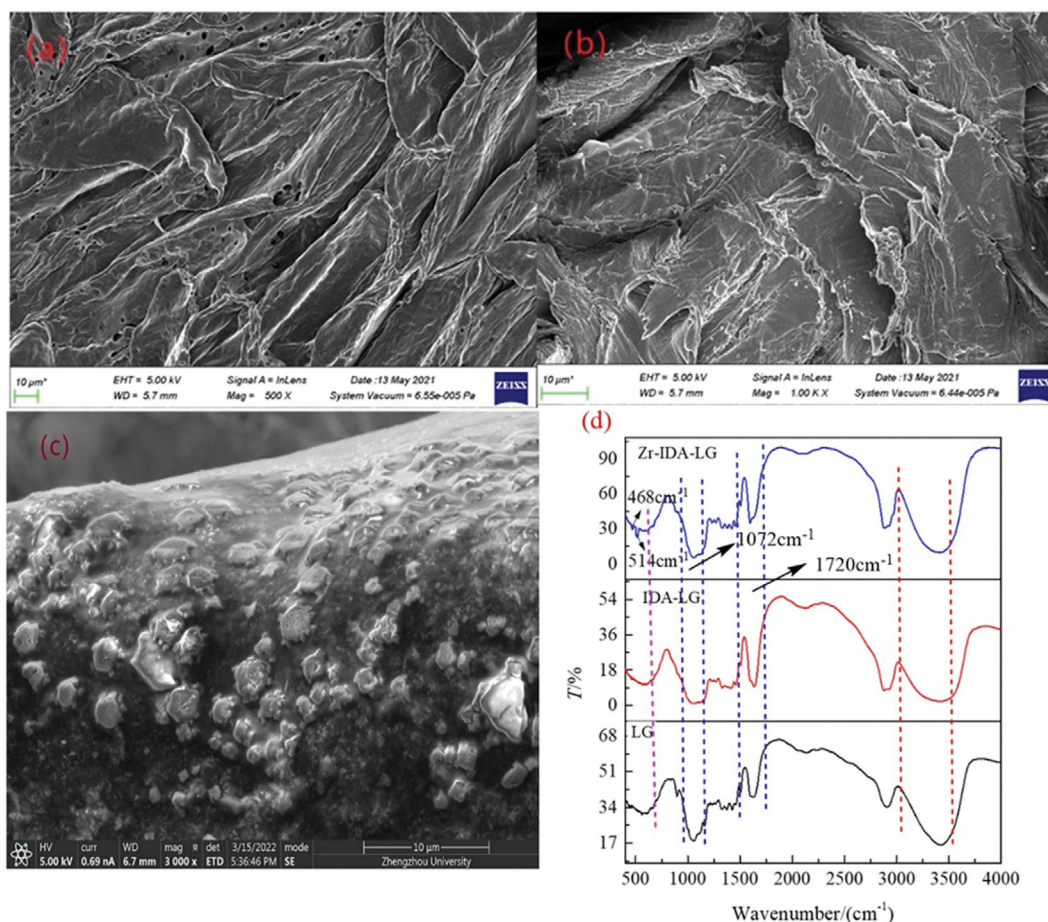 (a)
10 µm*
EHT = 5.00 kV
WD = 5.7 mm
Signal A = InLens
Mag = 500 X
Date :13 May 2021
System Vacuum = 6.55e-005 Pa
ZEISS
(b)
10 µm*
EHT = 5.00 kV
WD = 5.7 mm
Signal A = InLens
Mag = 1.00 K X
Date :13 May 2021
System Vacuum = 6.44e-005 Pa
ZEISS
(c)
HV curr WD mag det 3/15/2022 mode
5.00 kV 0.69 nA 6.7 mm 3 000 x ETD 5:36:46 PM SE
10 µm
Zhengzhou University
(d)
Zr-IDA-LG
468cm-1
514cm-1
1072cm-1
1720cm-1
IDA-LG
LG
90
60
30
0
54
36
18
0
68
51
34
17
T/%
500 1000 1500 2000 2500 3000 3500 4000
Wavenumber/(cm-1)